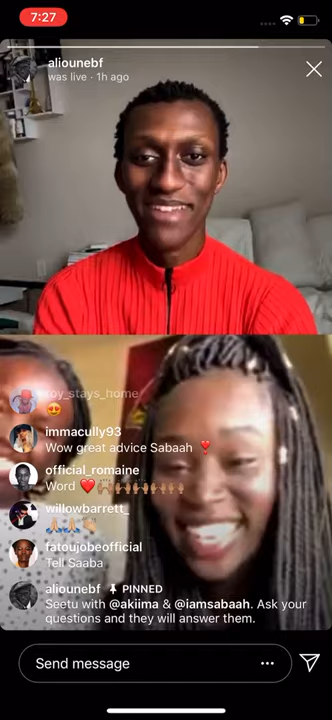 7:27
aliounebf
was live · 1h ago
roy_stays_home
😍
immacully93
Wow great advice Sabaah ❣️
official_romaine
Word ❤️🙌🏽🙌🏽🙌🏽🙌🏽🙌🏽
willowbarrett_
🙏🏼🙏🏼👏🏼
fatoujobeofficial
Tell Saaba
aliounebf PINNED
Seetu with @akiima & @iamsabaah. Ask your
questions and they will answer them.
Send message